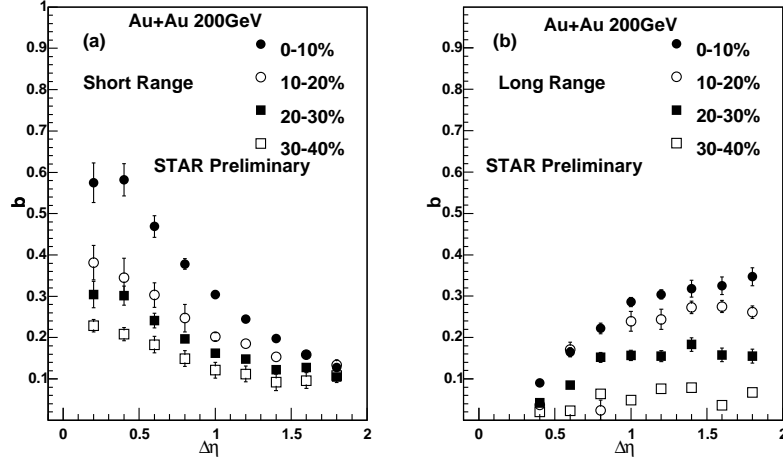 Au+Au 200GeV
(a)
0-10%
10-20%
Short Range
20-30%
30-40%
STAR Preliminary
b
1
0.9
0.8
0.7
0.6
0.5
0.4
0.3
0.2
0.1
0 0.5 1 1.5 2
Δη
Au+Au 200GeV
(b)
0-10%
10-20%
Long Range
20-30%
30-40%
STAR Preliminary
b
1
0.9
0.8
0.7
0.6
0.5
0.4
0.3
0.2
0.1
0 0.5 1 1.5 2
Δη